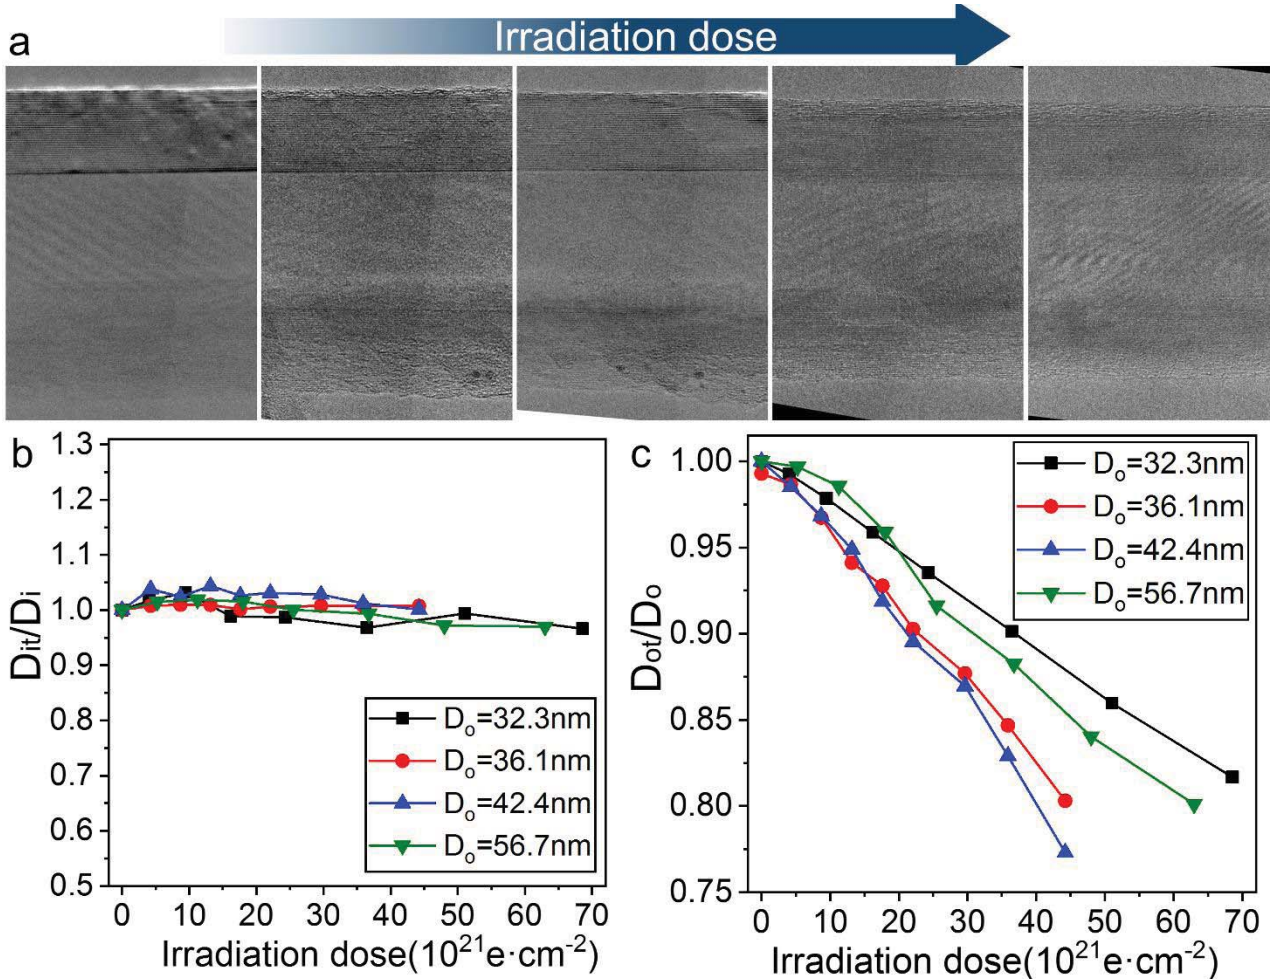 a
Irradiation dose
b
1.3
1.2
1.1
1.0
0.9
0.8
0.7
0.6
0.5
Dit/Di
0
10
20
30
40
50
60
70
Irradiation dose(10²¹e·cm⁻²)
Do=32.3nm
Do=36.1nm
Do=42.4nm
Do=56.7nm
c
1.00
0.95
0.90
0.85
0.80
0.75
Dot/Do
0
10
20
30
40
50
60
70
Irradiation dose(10²¹e·cm⁻²)
Do=32.3nm
Do=36.1nm
Do=42.4nm
Do=56.7nm